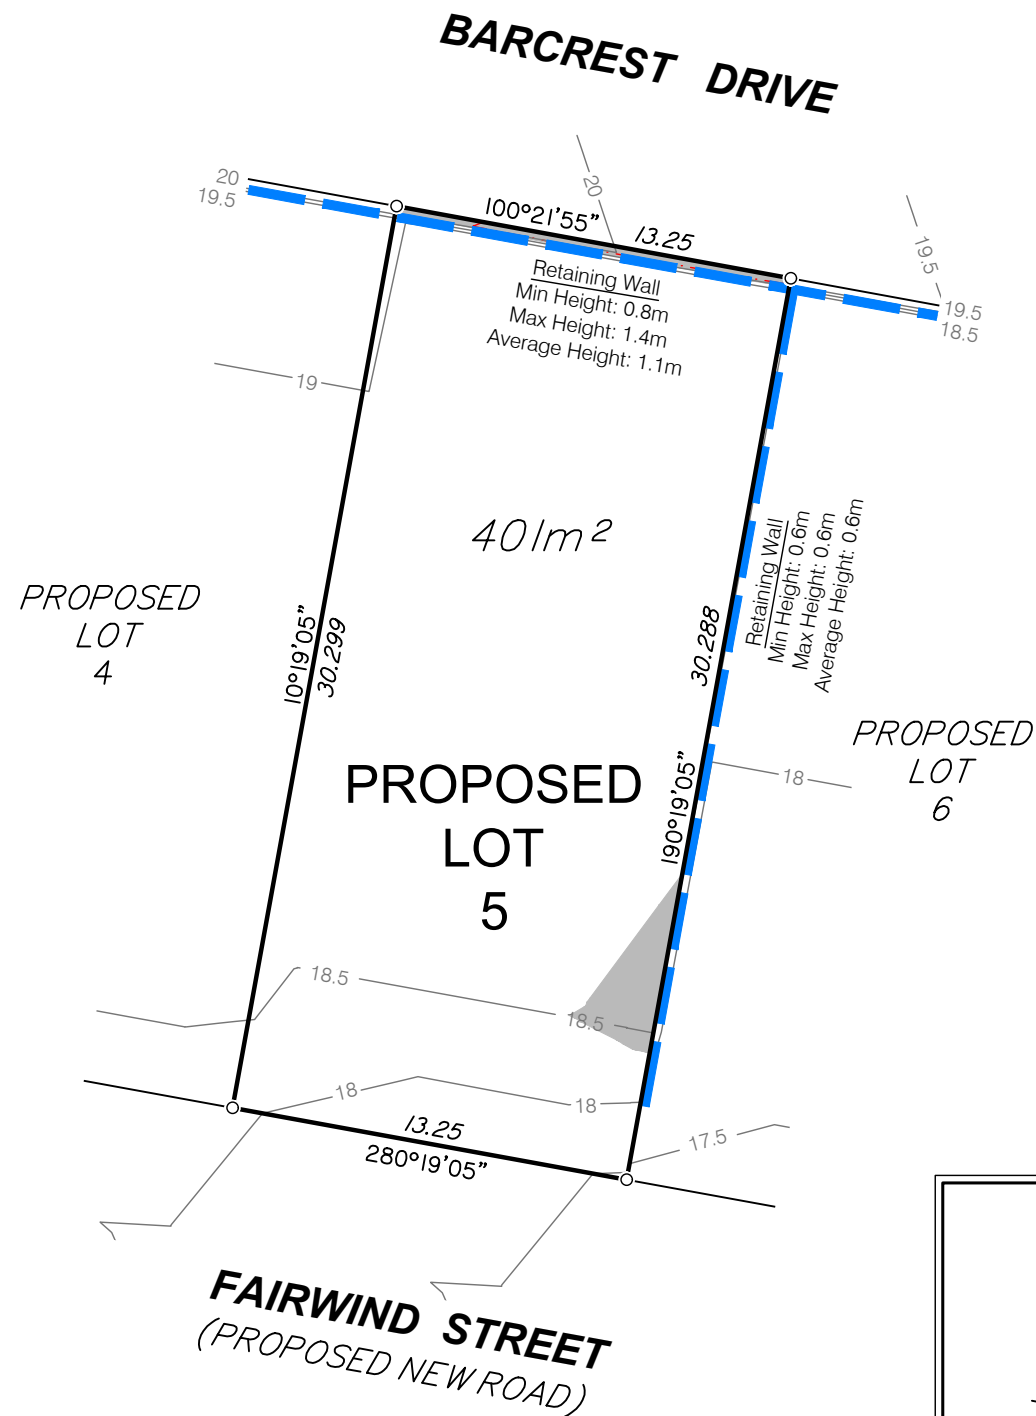 BARCREST DRIVE
20
19.5
20
100°21'55"
13.25
19.5
19.5
18.5
Retaining Wall
Min Height: 0.8m
Max Height: 1.4m
Average Height: 1.1m
19
401m²
Retaining Wall
Min Height: 0.6m
Max Height: 0.6m
Average Height: 0.6m
PROPOSED
LOT
4
10°19'05"
30.299
30.288
190°19'05"
PROPOSED
LOT
6
18
PROPOSED
LOT
5
18.5
18.5
18
18
17.5
13.25
280°19'05"
FAIRWIND STREET
(PROPOSED NEW ROAD)